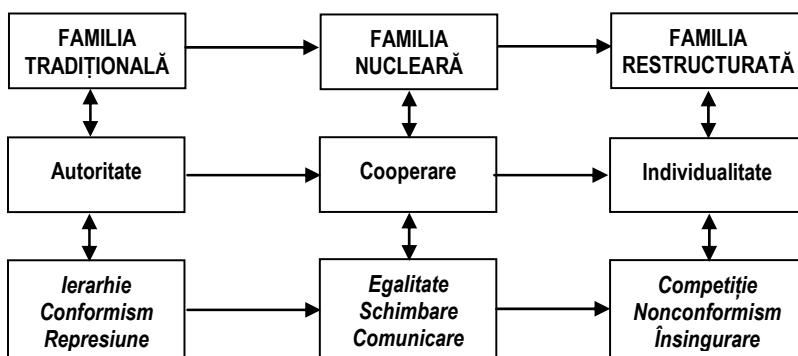 FAMILIA
TRADIȚIONALĂ
FAMILIA
NUCLEARĂ
FAMILIA
RESTRUCTURATĂ
Autoritate
Cooperare
Individualitate
Ierarhie
Conformism
Represiune
Egalitate
Schimbare
Comunicare
Competiție
Nonconformism
Însingurare